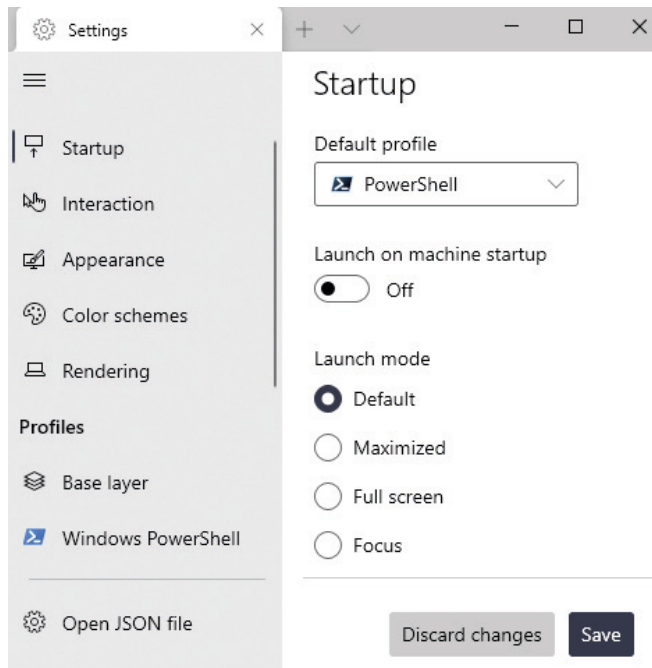 Settings
Startup
Interaction
Appearance
Color schemes
Rendering
Profiles
Base layer
Windows PowerShell
Open JSON file
Startup
Default profile
PowerShell
Launch on machine startup
Off
Launch mode
Default
Maximized
Full screen
Focus
Discard changes
Save